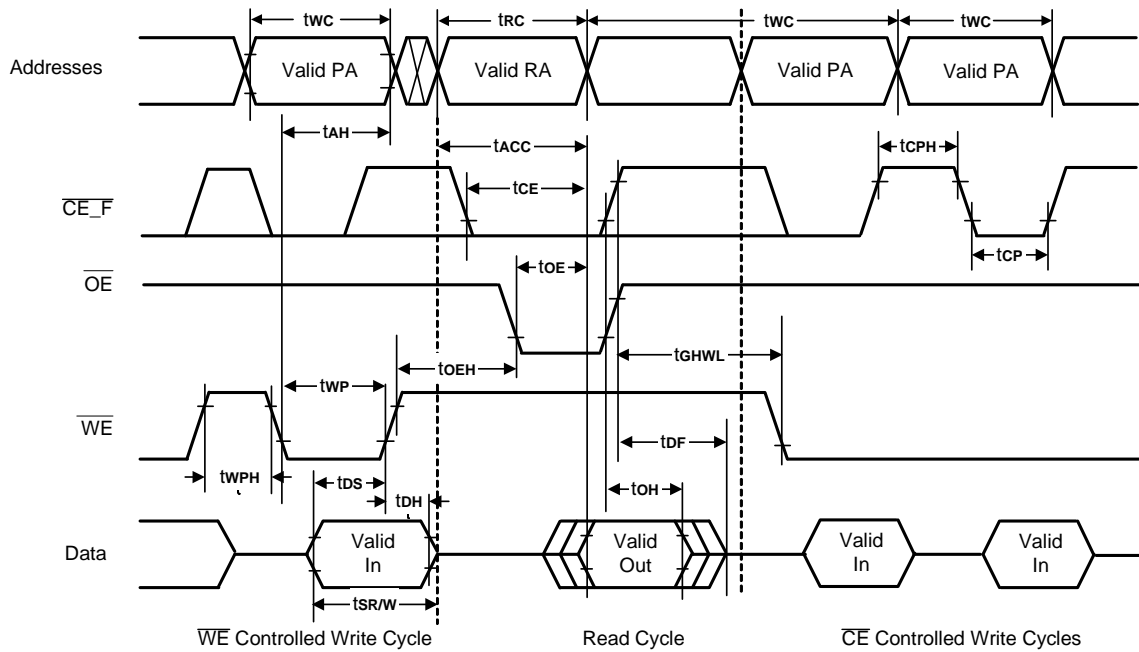 tWC tRC tWC tWC
Addresses Valid PA Valid RA Valid PA Valid PA
tAH tACC tCPH
CE_F tCE
tCP
OE tOE
tOEH tGHWL
WE tWP
tDF
tWPH tDS tDH tOH
Data Valid In Valid Out Valid In Valid In
tSR/W
WE Controlled Write Cycle Read Cycle CE Controlled Write Cycles